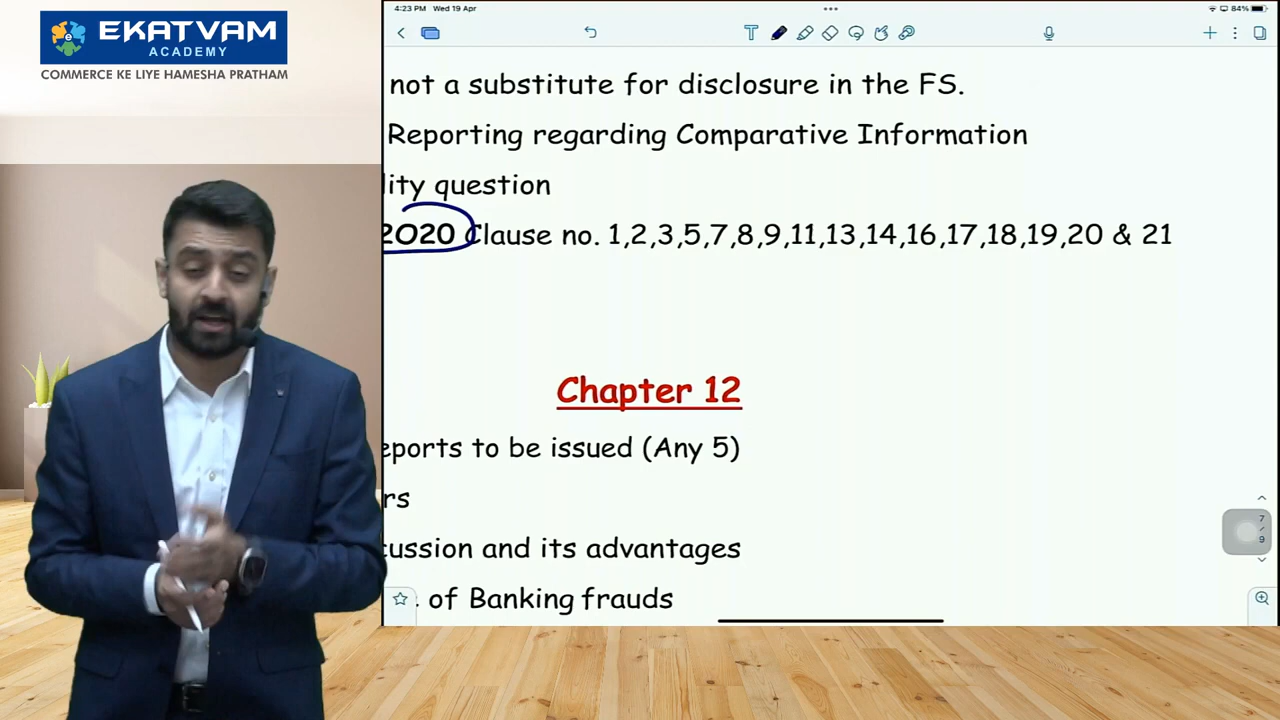 EKATVAM
ACADEMY
COMMERCE KE LIYE HAMESHA PRATHAM
4:23 PM Wed 19 Apr
84%
not a substitute for disclosure in the FS.
Reporting regarding Comparative Information
lity question
2020 Clause no. 1,2,3,5,7,8,9,11,13,14,16,17,18,19,20 & 21
Chapter 12
eports to be issued (Any 5)
rs
cussion and its advantages
of Banking frauds
7
9